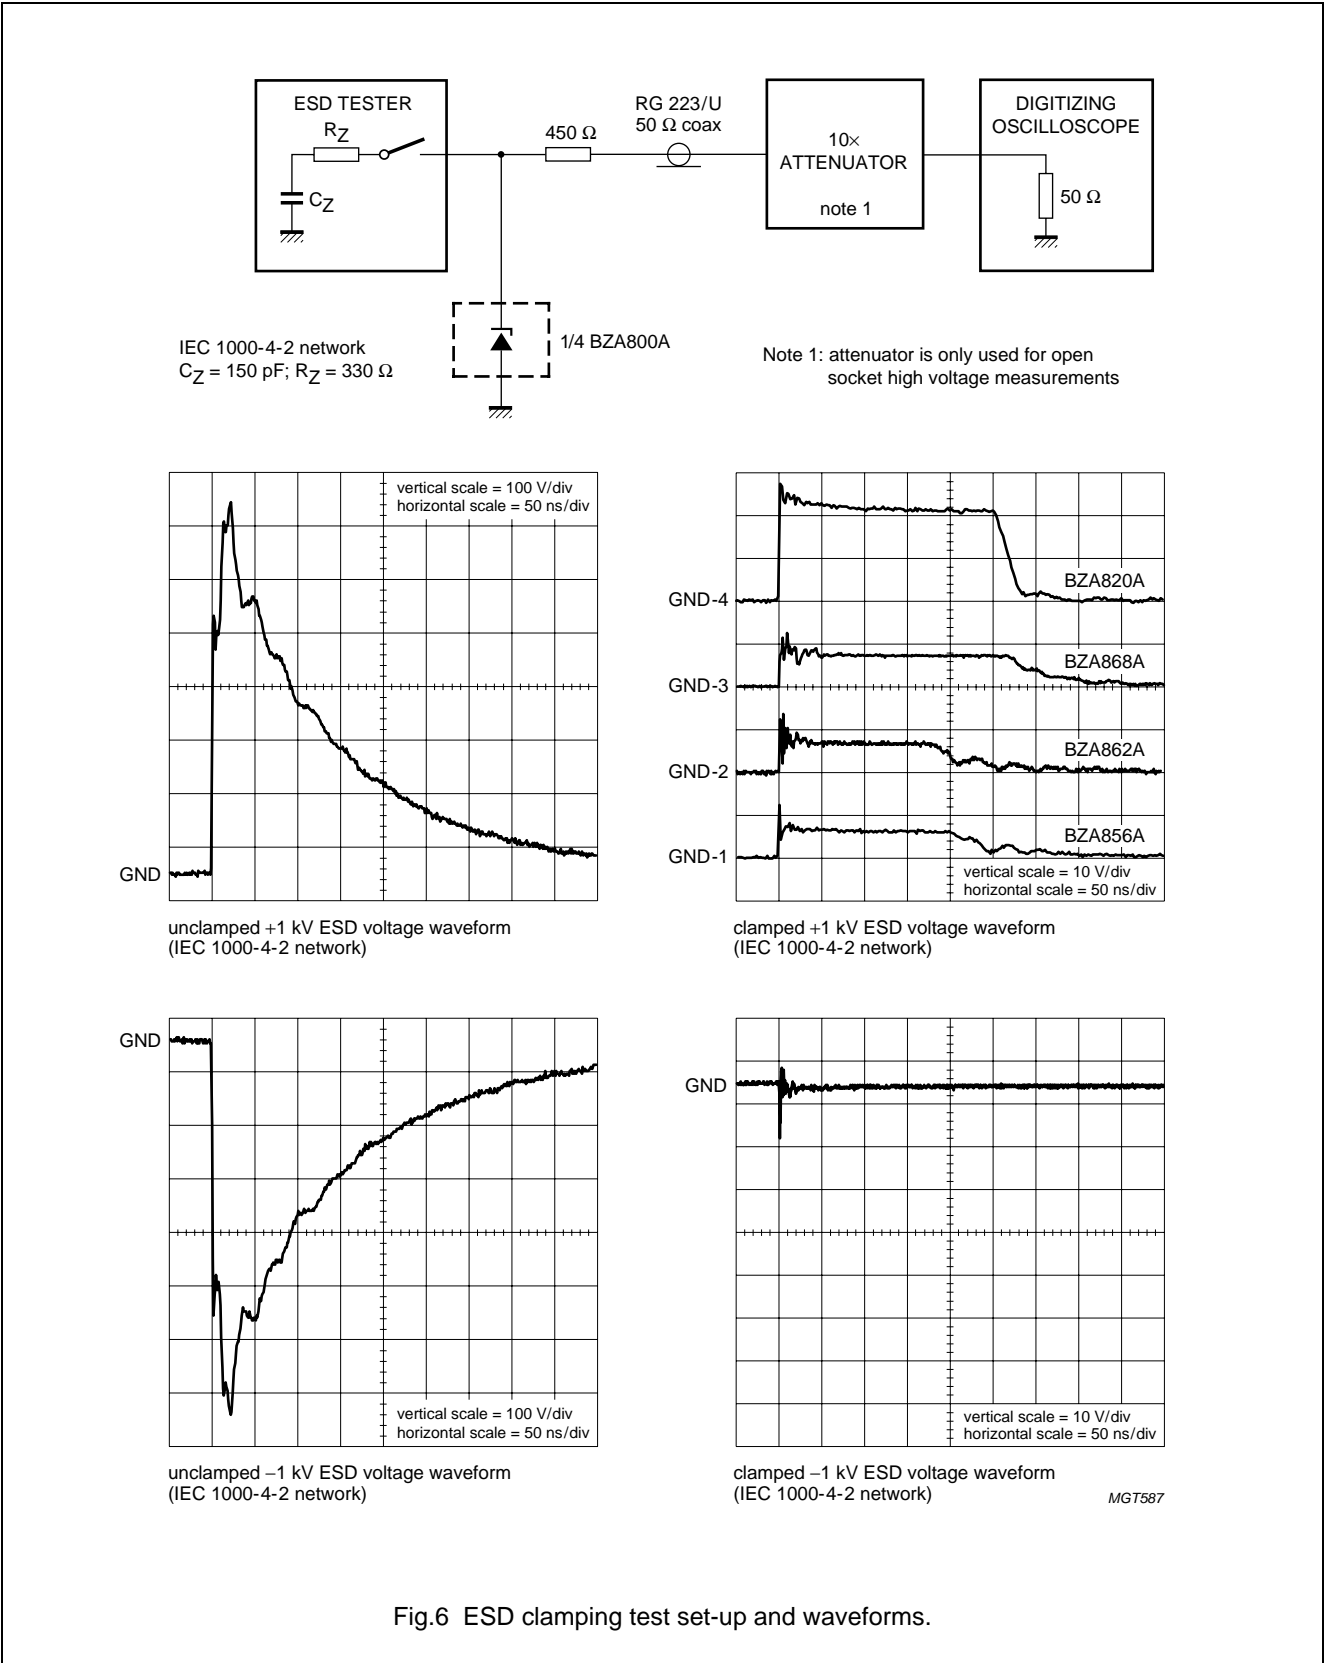 ESD TESTER
RZ
CZ
450 Ω
RG 223/U
50 Ω coax
10×
ATTENUATOR
note 1
DIGITIZING
OSCILLOSCOPE
50 Ω
1/4 BZA800A
IEC 1000-4-2 network
CZ = 150 pF; RZ = 330 Ω
Note 1: attenuator is only used for open
socket high voltage measurements
vertical scale = 100 V/div
horizontal scale = 50 ns/div
GND
unclamped +1 kV ESD voltage waveform
(IEC 1000-4-2 network)
GND-4
BZA820A
GND-3
BZA868A
GND-2
BZA862A
GND-1
BZA856A
vertical scale = 10 V/div
horizontal scale = 50 ns/div
clamped +1 kV ESD voltage waveform
(IEC 1000-4-2 network)
GND
vertical scale = 100 V/div
horizontal scale = 50 ns/div
unclamped −1 kV ESD voltage waveform
(IEC 1000-4-2 network)
GND
vertical scale = 10 V/div
horizontal scale = 50 ns/div
clamped −1 kV ESD voltage waveform
(IEC 1000-4-2 network)
MGT587
Fig.6 ESD clamping test set-up and waveforms.